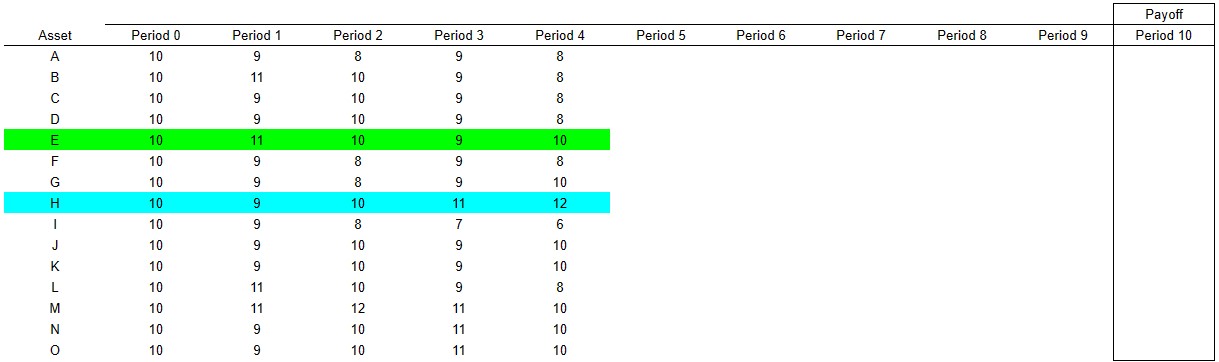 Payoff
Asset Period 0 Period 1 Period 2 Period 3 Period 4 Period 5 Period 6 Period 7 Period 8 Period 9 Period 10
A 10 9 8 9 8
B 10 11 10 9 8
C 10 9 10 9 8
D 10 9 10 9 8
E 10 11 10 9 10
F 10 9 8 9 8
G 10 9 8 9 10
H 10 9 10 11 12
I 10 9 8 7 6
J 10 9 10 9 10
K 10 9 10 9 10
L 10 11 10 9 8
M 10 11 12 11 10
N 10 9 10 11 10
O 10 9 10 11 10